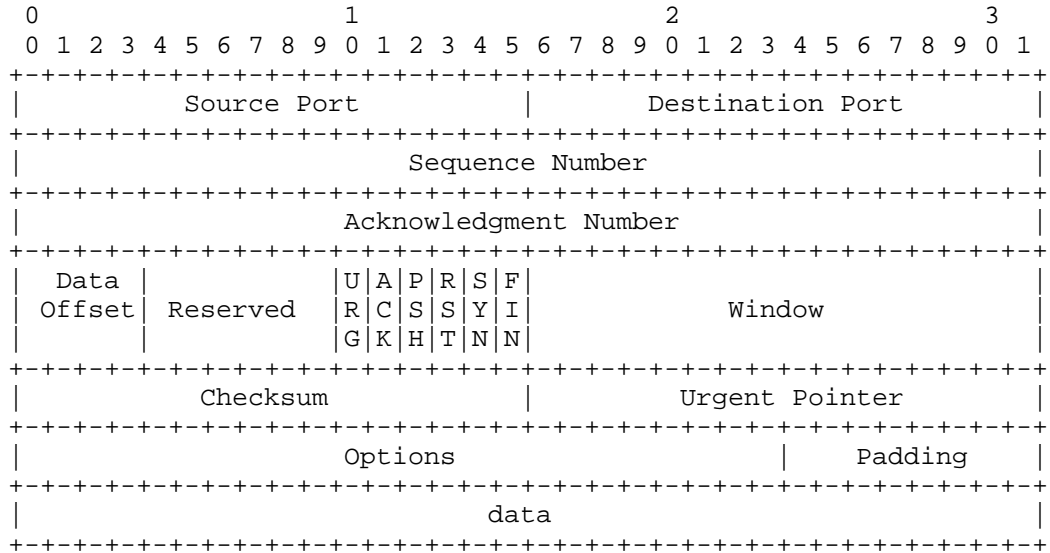 0                   1                   2                   3
 0 1 2 3 4 5 6 7 8 9 0 1 2 3 4 5 6 7 8 9 0 1 2 3 4 5 6 7 8 9 0 1
+-+-+-+-+-+-+-+-+-+-+-+-+-+-+-+-+-+-+-+-+-+-+-+-+-+-+-+-+-+-+-+-+
|          Source Port          |       Destination Port        |
+-+-+-+-+-+-+-+-+-+-+-+-+-+-+-+-+-+-+-+-+-+-+-+-+-+-+-+-+-+-+-+-+
|                        Sequence Number                        |
+-+-+-+-+-+-+-+-+-+-+-+-+-+-+-+-+-+-+-+-+-+-+-+-+-+-+-+-+-+-+-+-+
|                    Acknowledgment Number                      |
+-+-+-+-+-+-+-+-+-+-+-+-+-+-+-+-+-+-+-+-+-+-+-+-+-+-+-+-+-+-+-+-+
|  Data |           |U|A|P|R|S|F|                               |
| Offset| Reserved  |R|C|S|S|Y|I|            Window             |
|       |           |G|K|H|T|N|N|                               |
+-+-+-+-+-+-+-+-+-+-+-+-+-+-+-+-+-+-+-+-+-+-+-+-+-+-+-+-+-+-+-+-+
|           Checksum            |         Urgent Pointer        |
+-+-+-+-+-+-+-+-+-+-+-+-+-+-+-+-+-+-+-+-+-+-+-+-+-+-+-+-+-+-+-+-+
|                    Options                    |    Padding    |
+-+-+-+-+-+-+-+-+-+-+-+-+-+-+-+-+-+-+-+-+-+-+-+-+-+-+-+-+-+-+-+-+
|                             data                              |
+-+-+-+-+-+-+-+-+-+-+-+-+-+-+-+-+-+-+-+-+-+-+-+-+-+-+-+-+-+-+-+-+